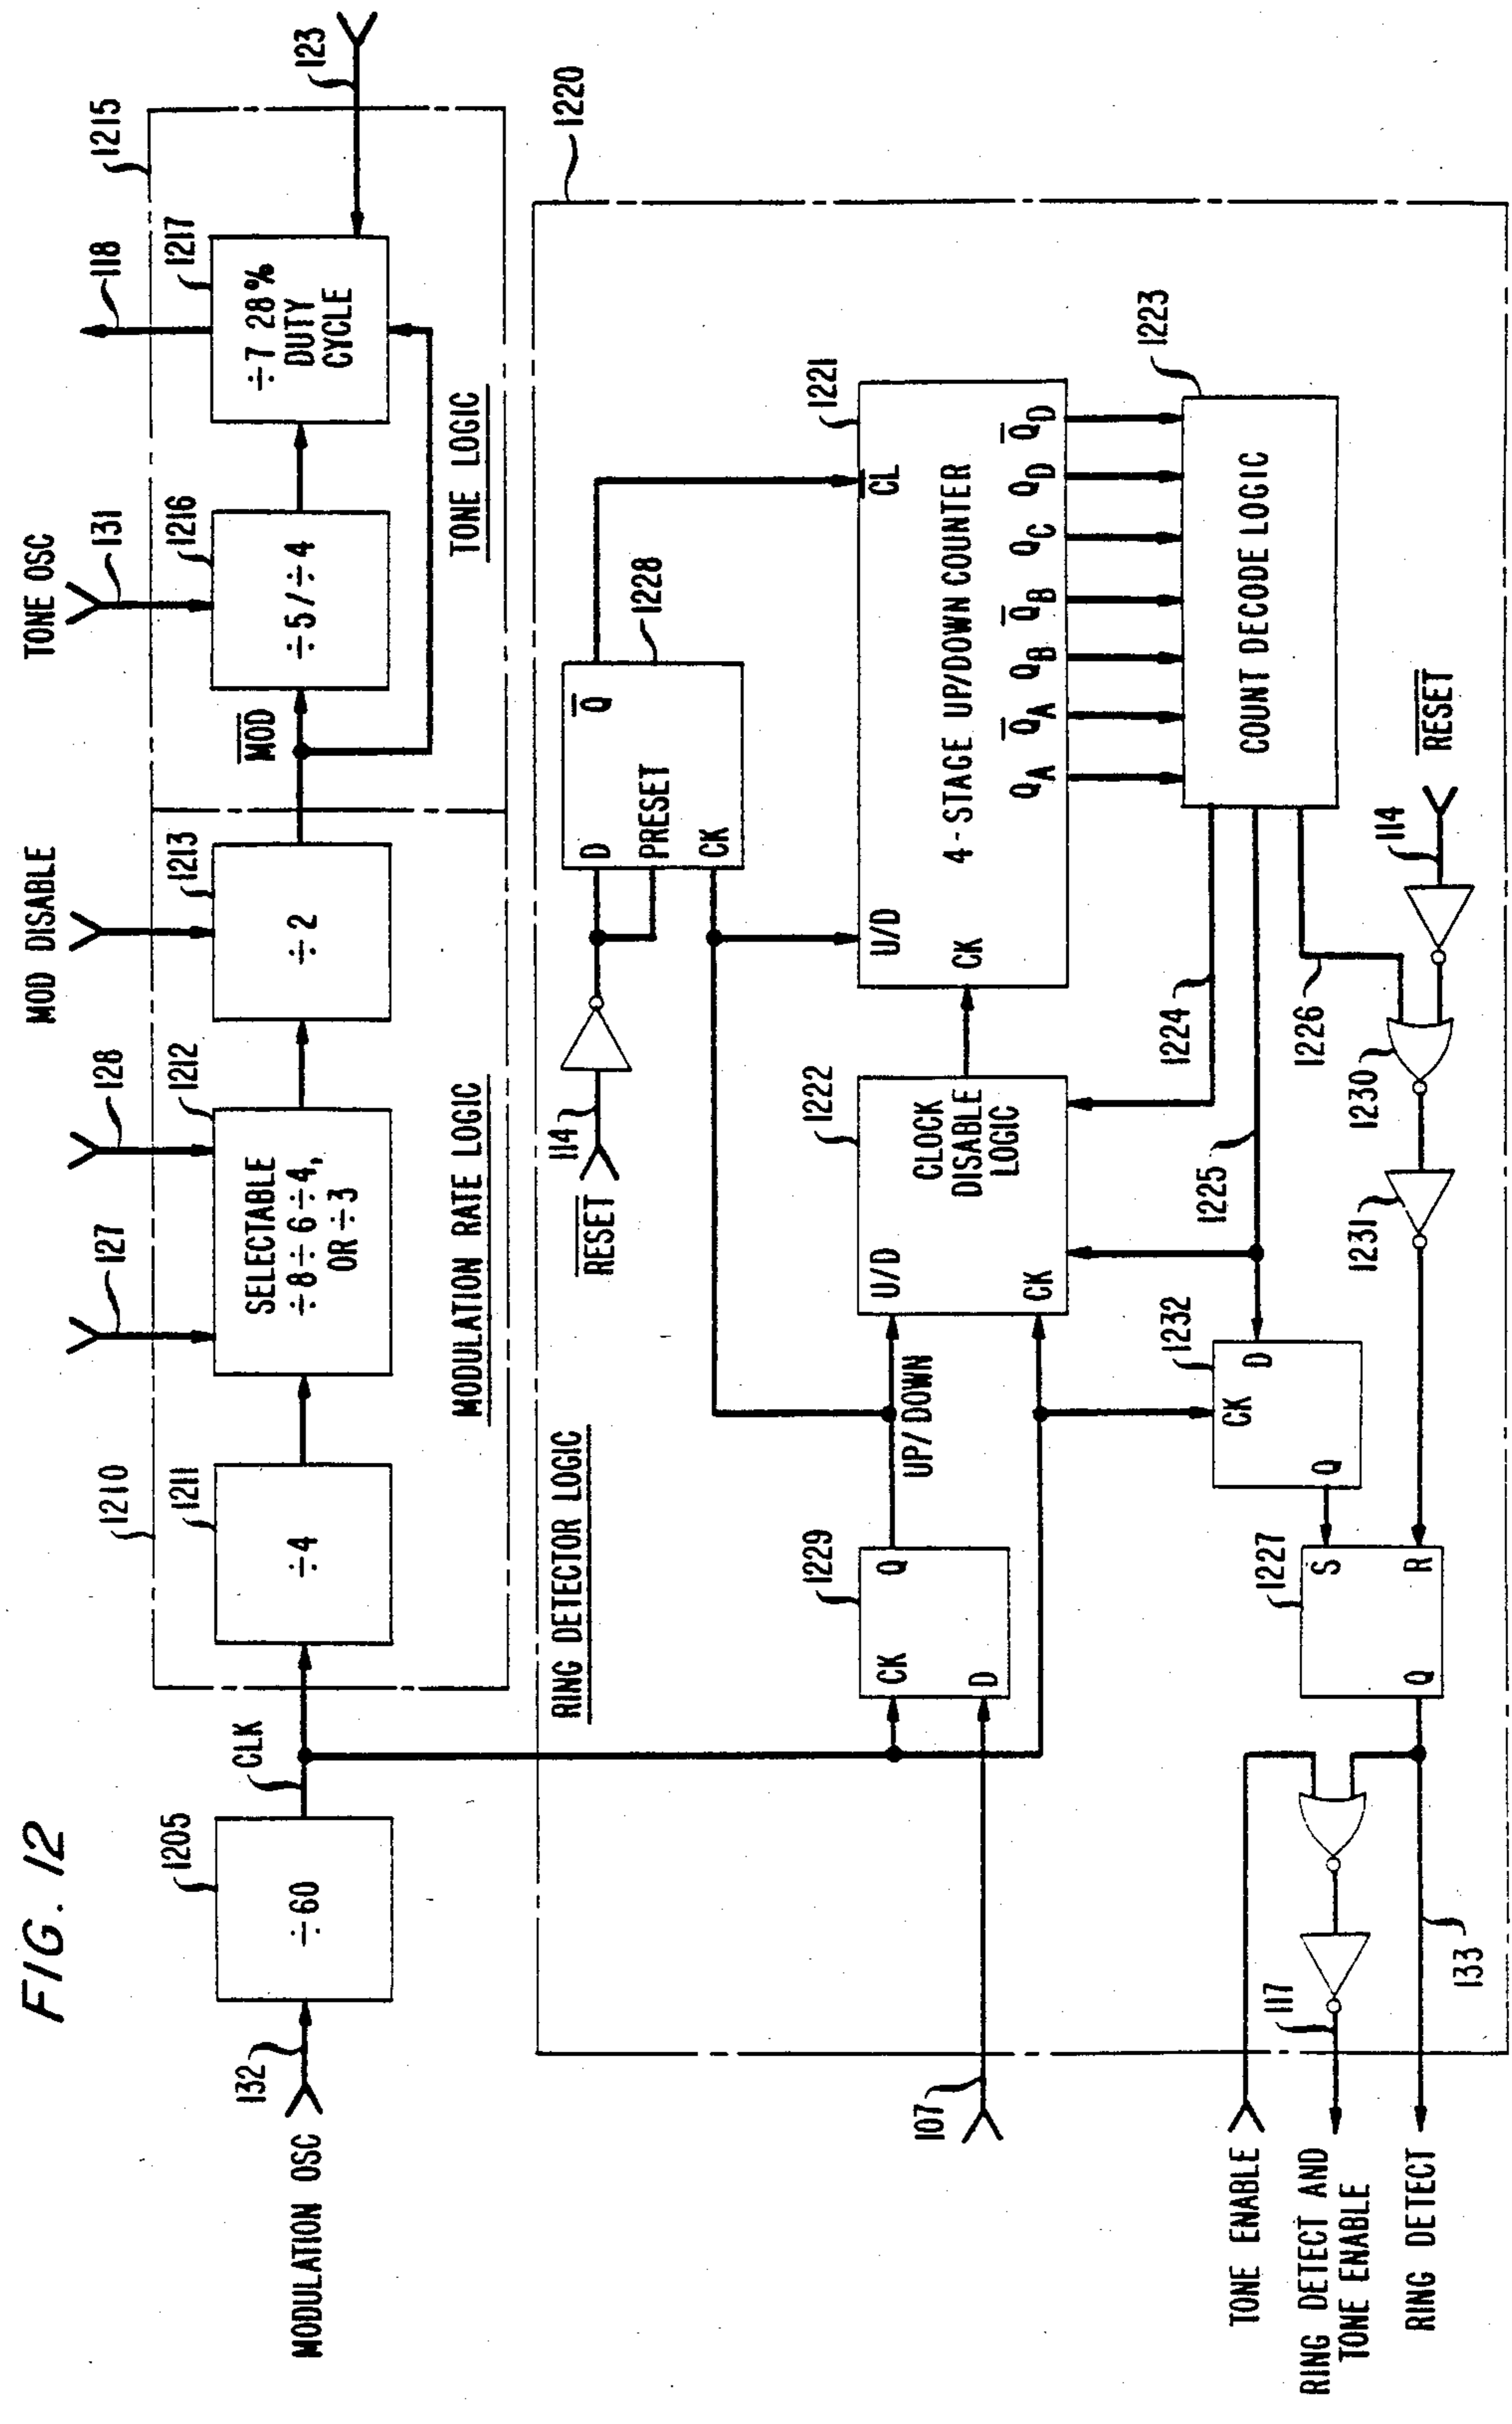 FIG. 12
MODULATION OSC
132
÷60
1205
CLK
1210
÷4
1211
127
128
SELECTABLE
÷8÷6÷4,
OR ÷3
1212
MOD DISABLE
÷2
1213
MODULATION RATE LOGIC
MOD̅
TONE OSC
131
÷5/÷4
1216
÷7 28%
DUTY
CYCLE
1217
118
1215
123
TONE LOGIC
1220
RING DETECTOR LOGIC
107
CK
D
Q
1229
UP/DOWN
R̅E̅S̅E̅T̅
114
D
PRESET
CK
Q̅
1228
U/D
CK
CLOCK
DISABLE
LOGIC
1222
U/D
CK
CL
4-STAGE UP/DOWN COUNTER
1221
QA Q̅A QB Q̅B QC QD Q̅D
COUNT DECODE LOGIC
1223
1224
1225
1226
R̅E̅S̅E̅T̅
114
1230
1231
CK
D
Q
1232
S
R
Q
1227
TONE ENABLE
117
RING DETECT AND
TONE ENABLE
133
RING DETECT